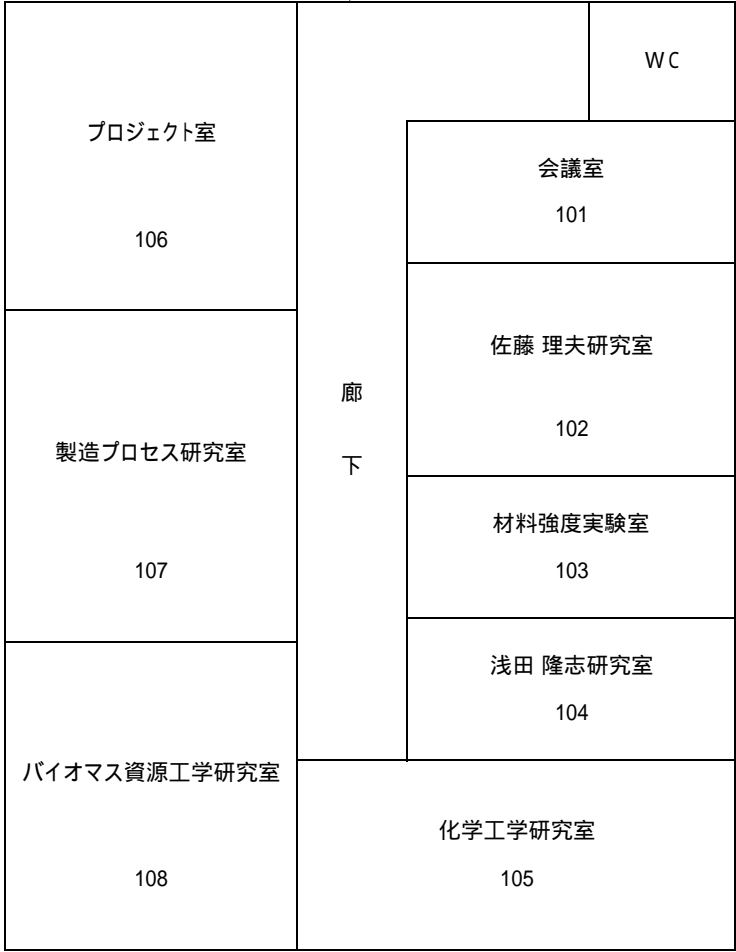 プロジェクト室
106
製造プロセス研究室
107
バイオマス資源工学研究室
108
廊
下
WC
会議室
101
佐藤 理夫研究室
102
材料強度実験室
103
浅田 隆志研究室
104
化学工学研究室
105